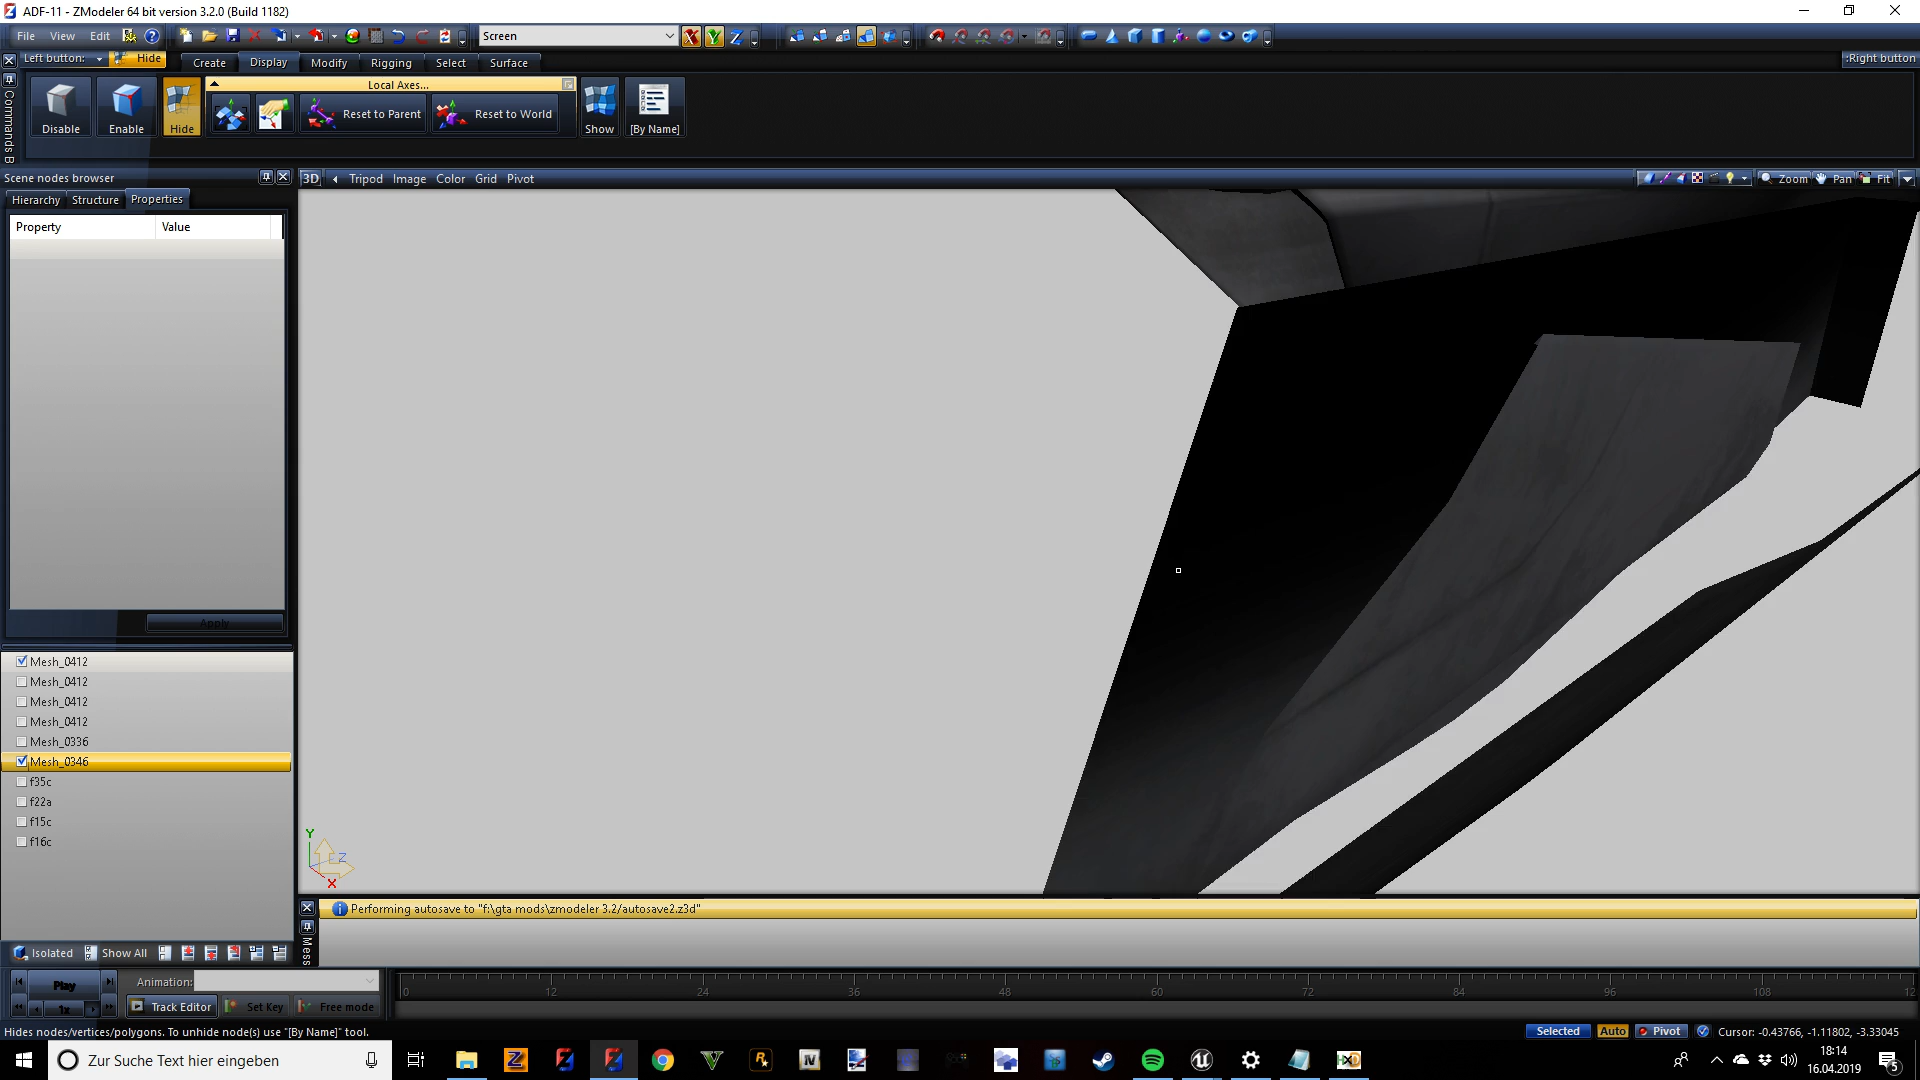 ADF-11 - ZModeler 64 bit version 3.2.0 (Build 1182)
File View Edit
Screen
Left button:
Hide
Create Display Modify Rigging Select Surface
:Right button
Commands B
Disable
Enable
Hide
Local Axes...
Reset to Parent
Reset to World
Show
[By Name]
Scene nodes browser
Hierarchy Structure Properties
Property Value
Apply
3D Tripod Image Color Grid Pivot
Zoom Pan Fit
Mesh_0412
Mesh_0412
Mesh_0412
Mesh_0412
Mesh_0336
Mesh_0346
f35c
f22a
f15c
f16c
Y
Z
X
Performing autosave to "f:\gta mods\zmodeler 3.2/autosave2.z3d"
Mess
Isolated Show All
Play
1x
Animation:
Track Editor Set Key Free mode
0 12 24 36 48 60 72 84 96 108 12
Hides nodes/vertices/polygons. To unhide node(s) use "[By Name]" tool.
Selected Auto Pivot Cursor: -0.43766, -1.11802, -3.33045
Zur Suche Text hier eingeben
18:14
16.04.2019
5